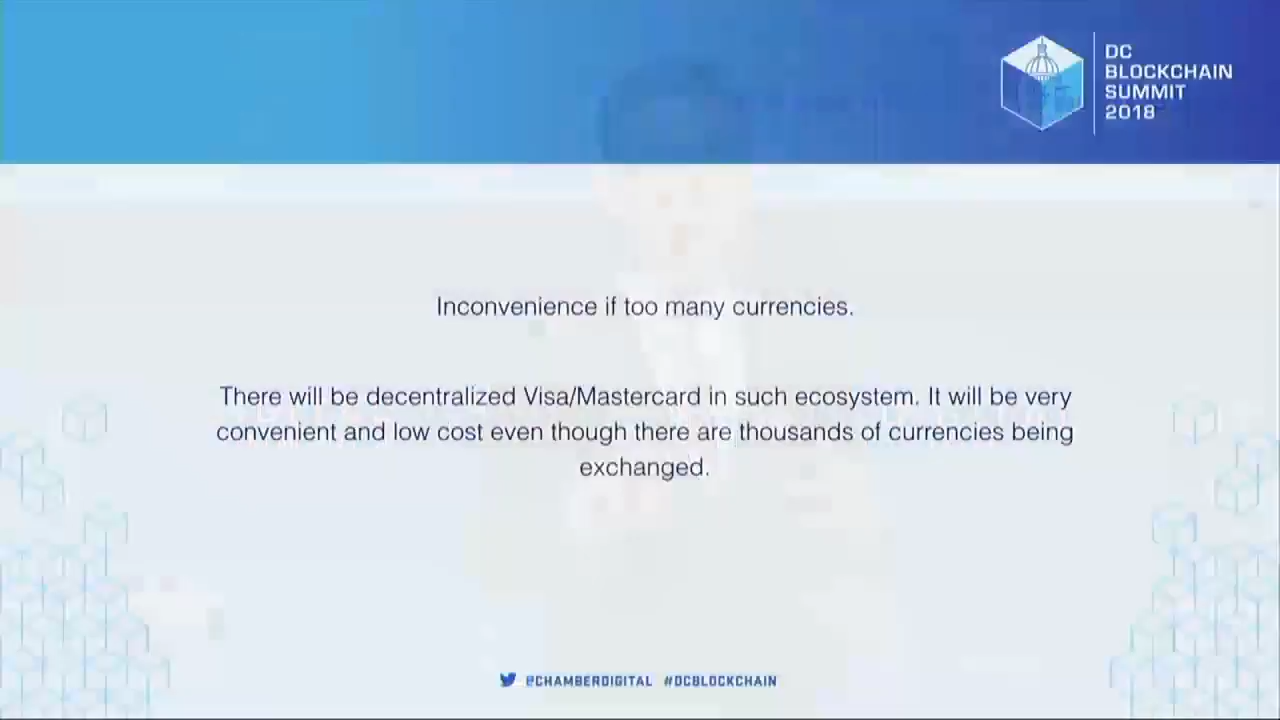 DC
BLOCKCHAIN
SUMMIT
2018
Inconvenience if too many currencies.
There will be decentralized Visa/Mastercard in such ecosystem. It will be very
convenient and low cost even though there are thousands of currencies being
exchanged.
@CHAMBERDIGITAL #DCBLOCKCHAIN